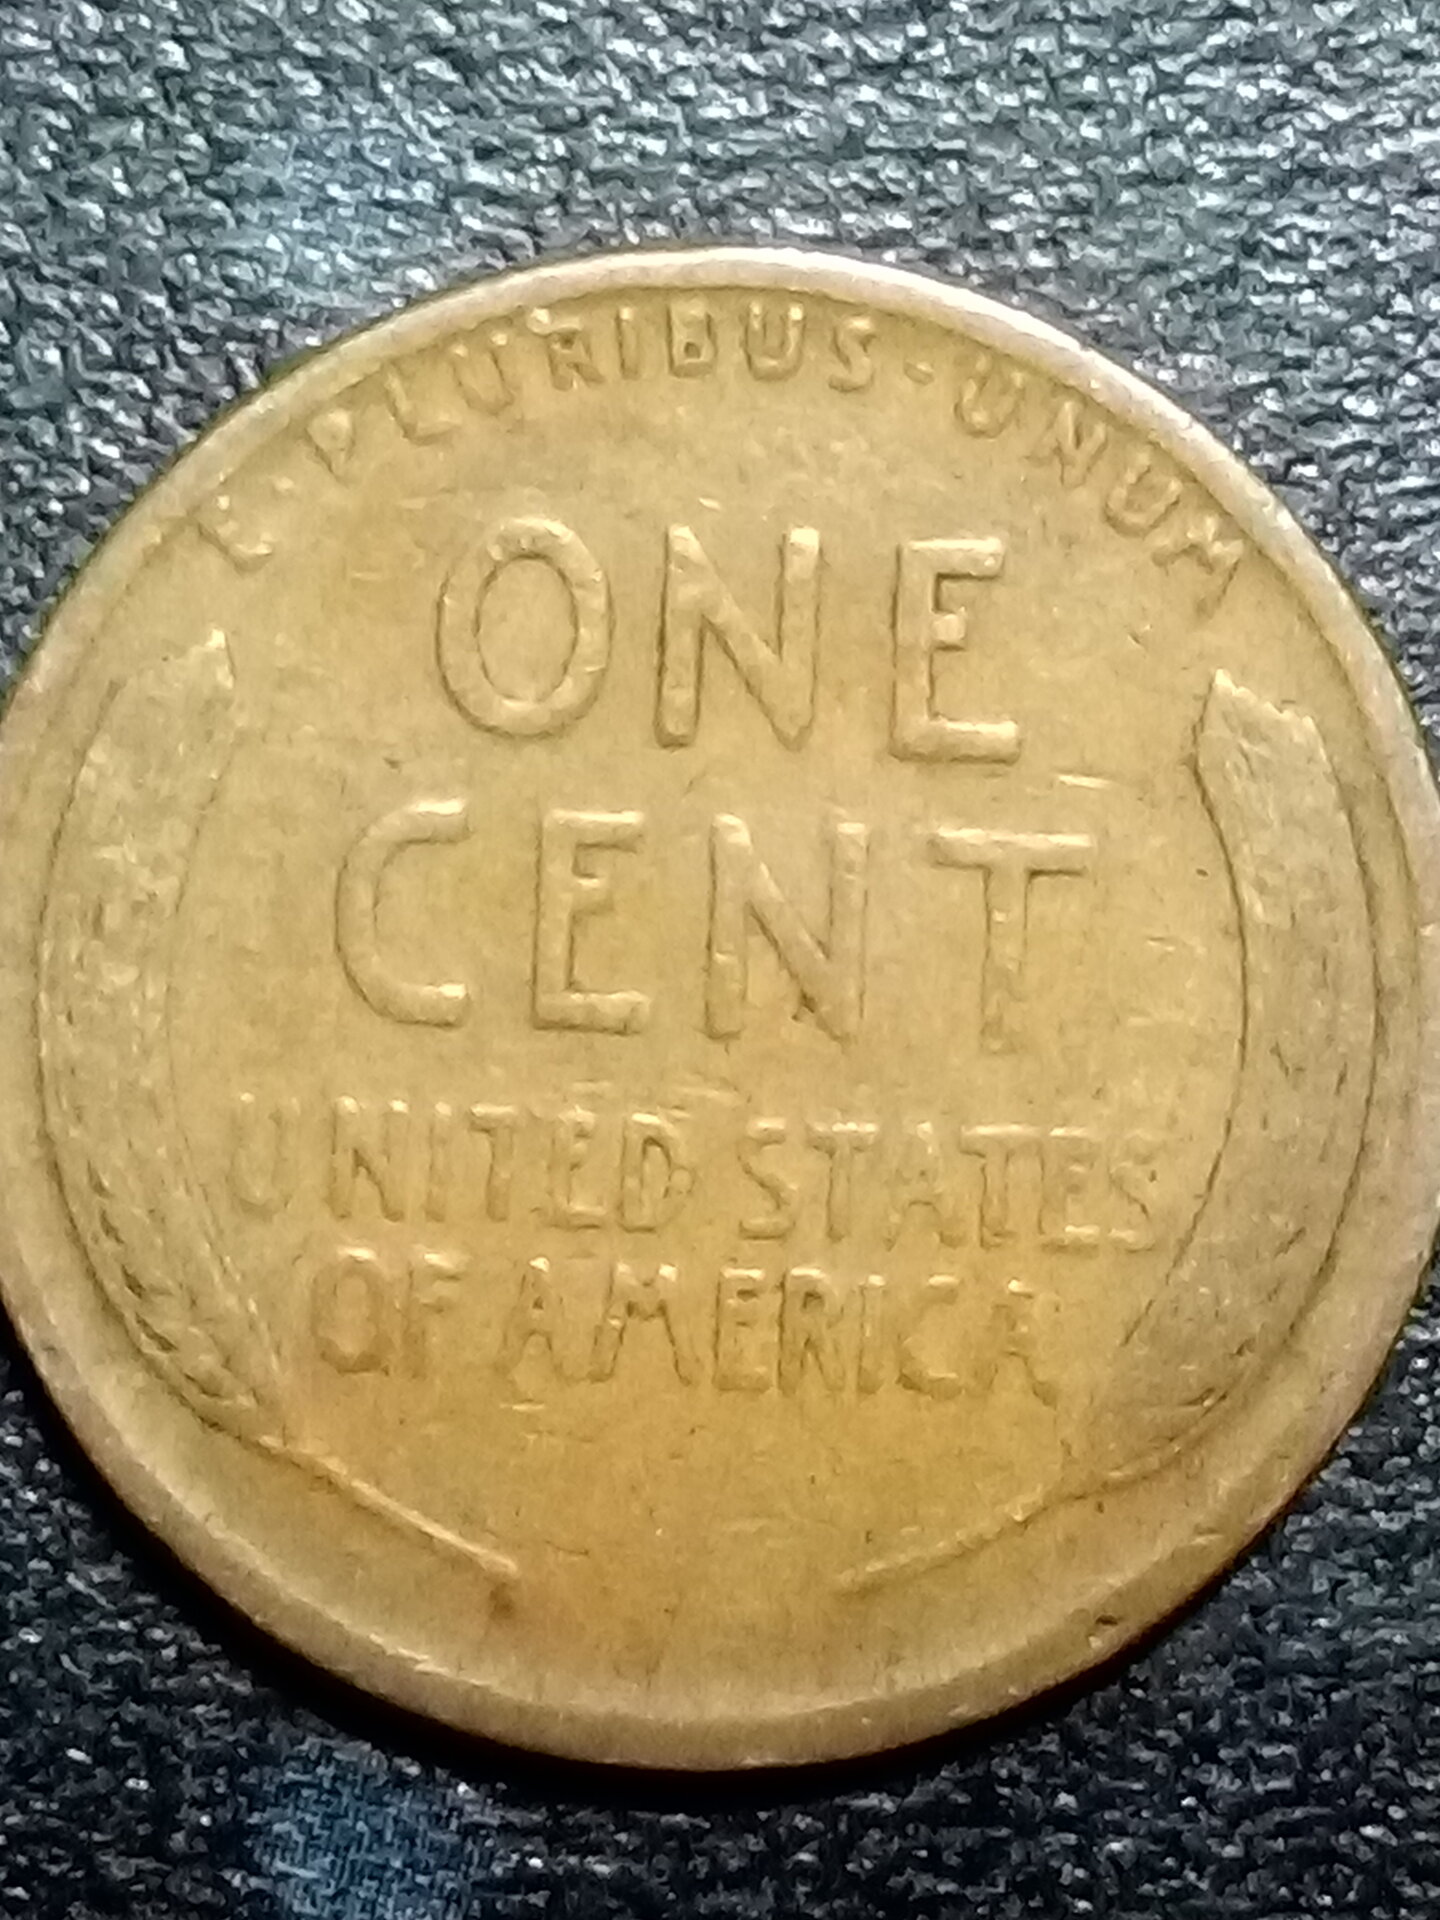 E·PLURIBUS·UNUM
ONE
CENT
UNITED STATES
OF AMERICA